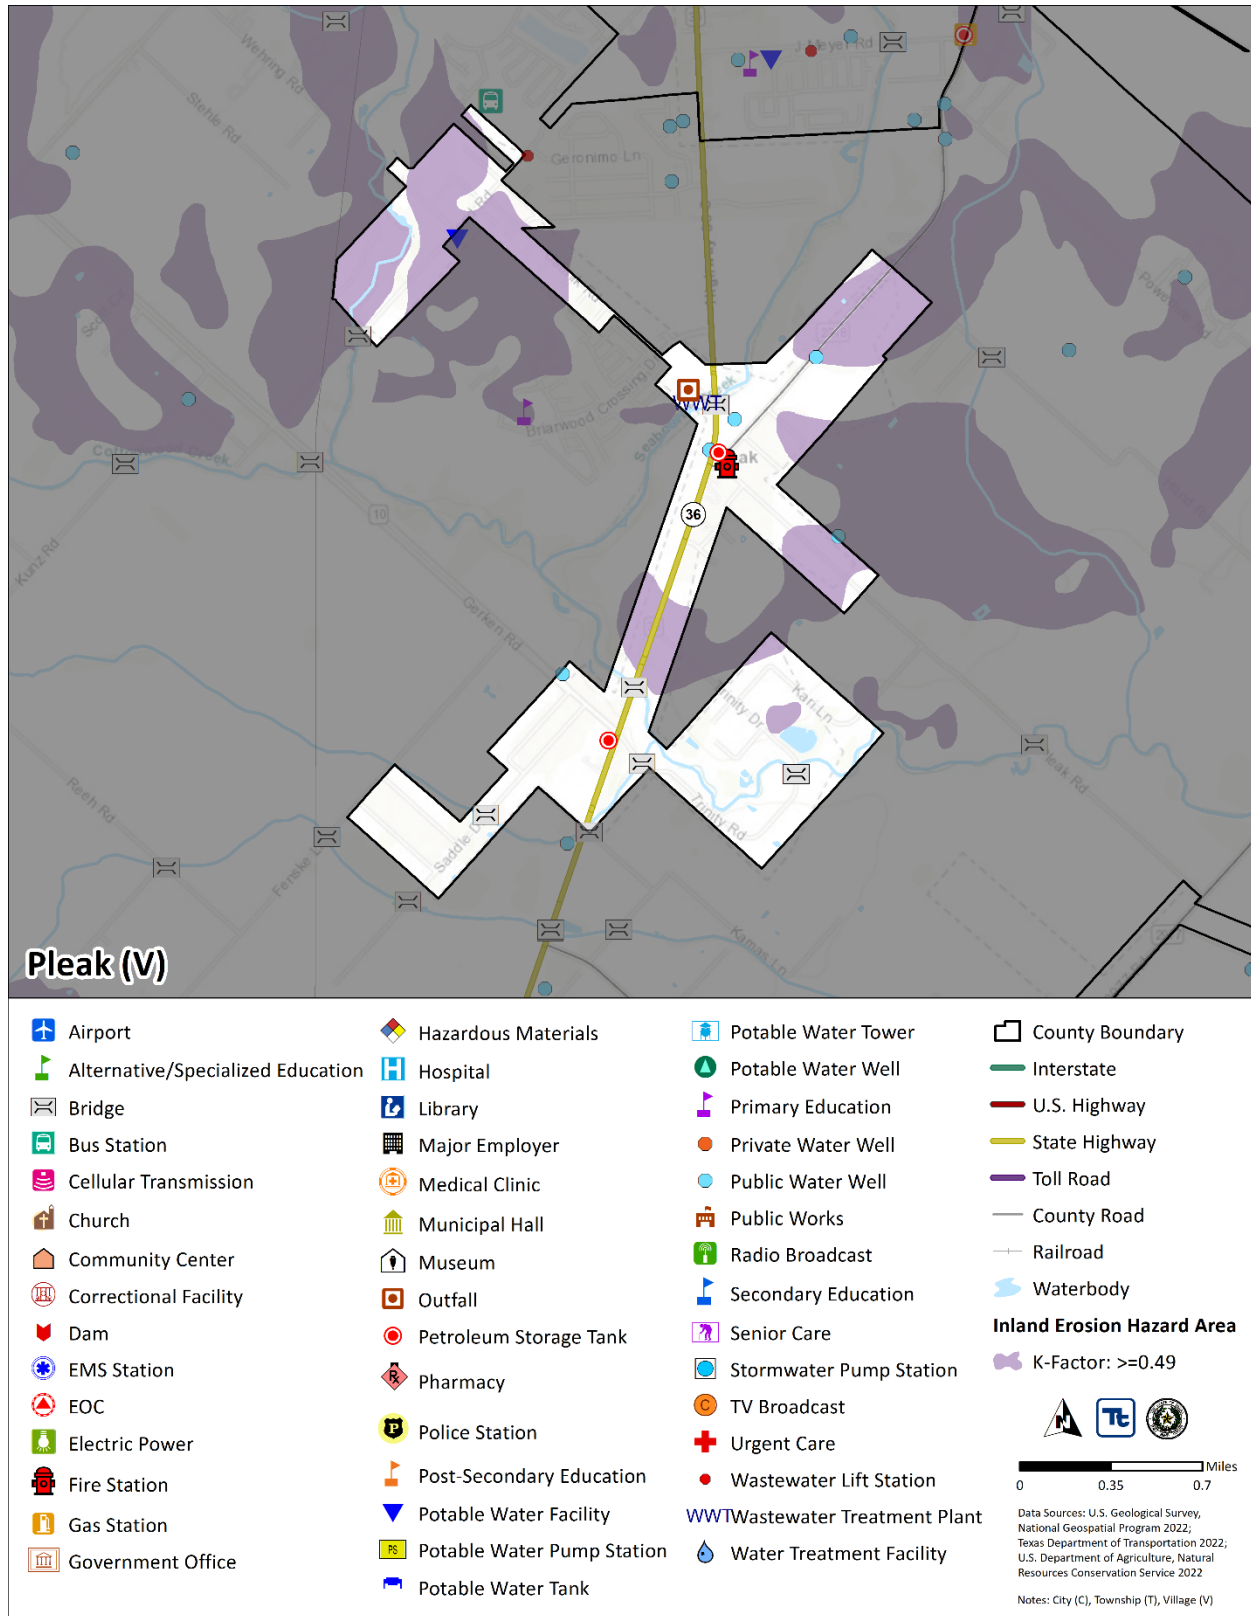 Wehring Rd
Stehle Rd
J Meyer Rd
Geronimo Ln
Scott Ct
Briarwood Crossing Dr
Seabourne Creek
WWT
36
10
Kunz Rd
Gerken Rd
Kari Ln
Trinity Dr
Pleak Rd
Reeh Rd
Saddle Dr
Trinity Rd
Kamas Ln
Pleak (V)
Airport
Alternative/Specialized Education
Bridge
Bus Station
Cellular Transmission
Church
Community Center
Correctional Facility
Dam
EMS Station
EOC
Electric Power
Fire Station
Gas Station
Government Office
Hazardous Materials
Hospital
Library
Major Employer
Medical Clinic
Municipal Hall
Museum
Outfall
Petroleum Storage Tank
Pharmacy
Police Station
Post-Secondary Education
Potable Water Facility
PS Potable Water Pump Station
Potable Water Tank
Potable Water Tower
Potable Water Well
Primary Education
Private Water Well
Public Water Well
Public Works
Radio Broadcast
Secondary Education
Senior Care
Stormwater Pump Station
C TV Broadcast
Urgent Care
Wastewater Lift Station
WWT Wastewater Treatment Plant
Water Treatment Facility
County Boundary
Interstate
U.S. Highway
State Highway
Toll Road
County Road
Railroad
Waterbody
Inland Erosion Hazard Area
K-Factor: >=0.49
N
Tt
Miles
0 0.35 0.7
Data Sources: U.S. Geological Survey,
National Geospatial Program 2022;
Texas Department of Transportation 2022;
U.S. Department of Agriculture, Natural
Resources Conservation Service 2022
Notes: City (C), Township (T), Village (V)